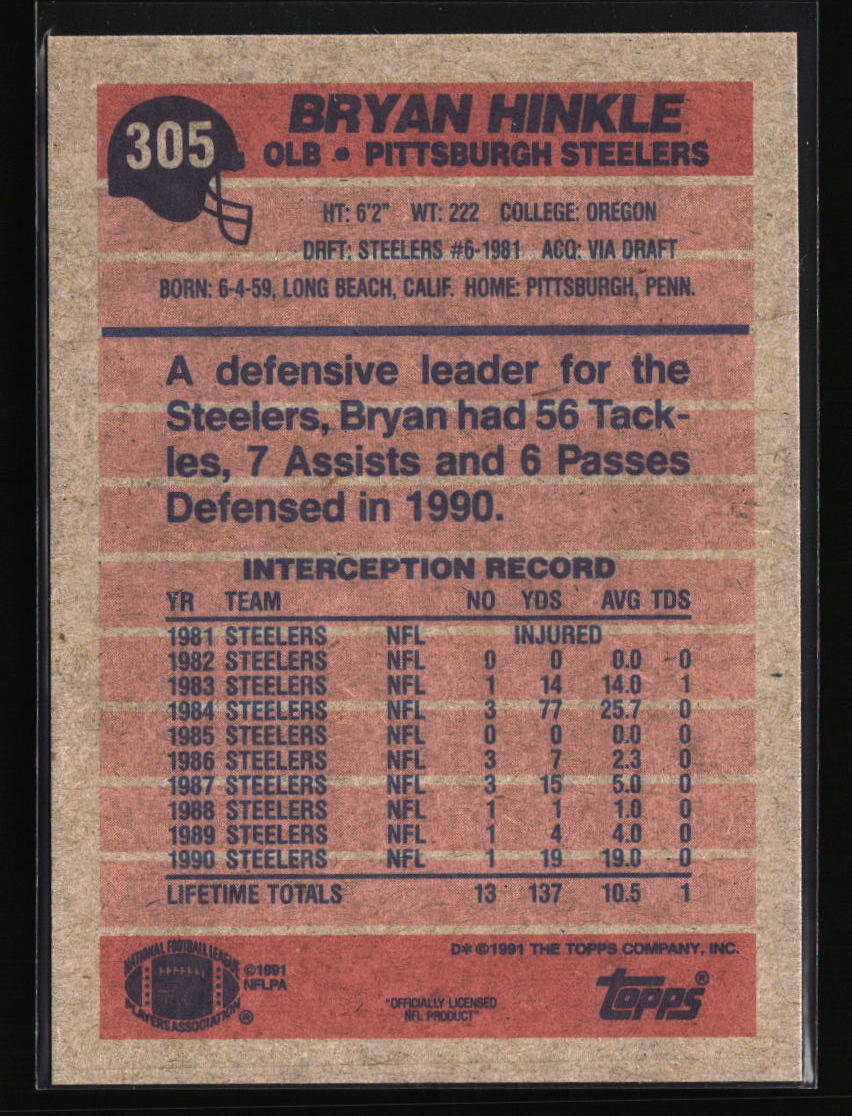 305
BRYAN HINKLE
OLB • PITTSBURGH STEELERS
HT: 6'2" WT: 222 COLLEGE: OREGON
DRFT: STEELERS #6-1981 ACQ: VIA DRAFT
BORN: 6-4-59, LONG BEACH, CALIF. HOME: PITTSBURGH, PENN.
A defensive leader for the
Steelers, Bryan had 56 Tack-
les, 7 Assists and 6 Passes
Defensed in 1990.
INTERCEPTION RECORD
YR TEAM NO YDS AVG TDS
1981 STEELERS NFL INJURED
1982 STEELERS NFL 0 0 0.0 0
1983 STEELERS NFL 1 14 14.0 1
1984 STEELERS NFL 3 77 25.7 0
1985 STEELERS NFL 0 0 0.0 0
1986 STEELERS NFL 3 7 2.3 0
1987 STEELERS NFL 3 15 5.0 0
1988 STEELERS NFL 1 1 1.0 0
1989 STEELERS NFL 1 4 4.0 0
1990 STEELERS NFL 1 19 19.0 0
LIFETIME TOTALS 13 137 10.5 1
NATIONAL FOOTBALL LEAGUE
PLAYERS ASSOCIATION ®
©1991
NFLPA
D* ©1991 THE TOPPS COMPANY, INC.
"OFFICIALLY LICENSED
NFL PRODUCT"
topps®